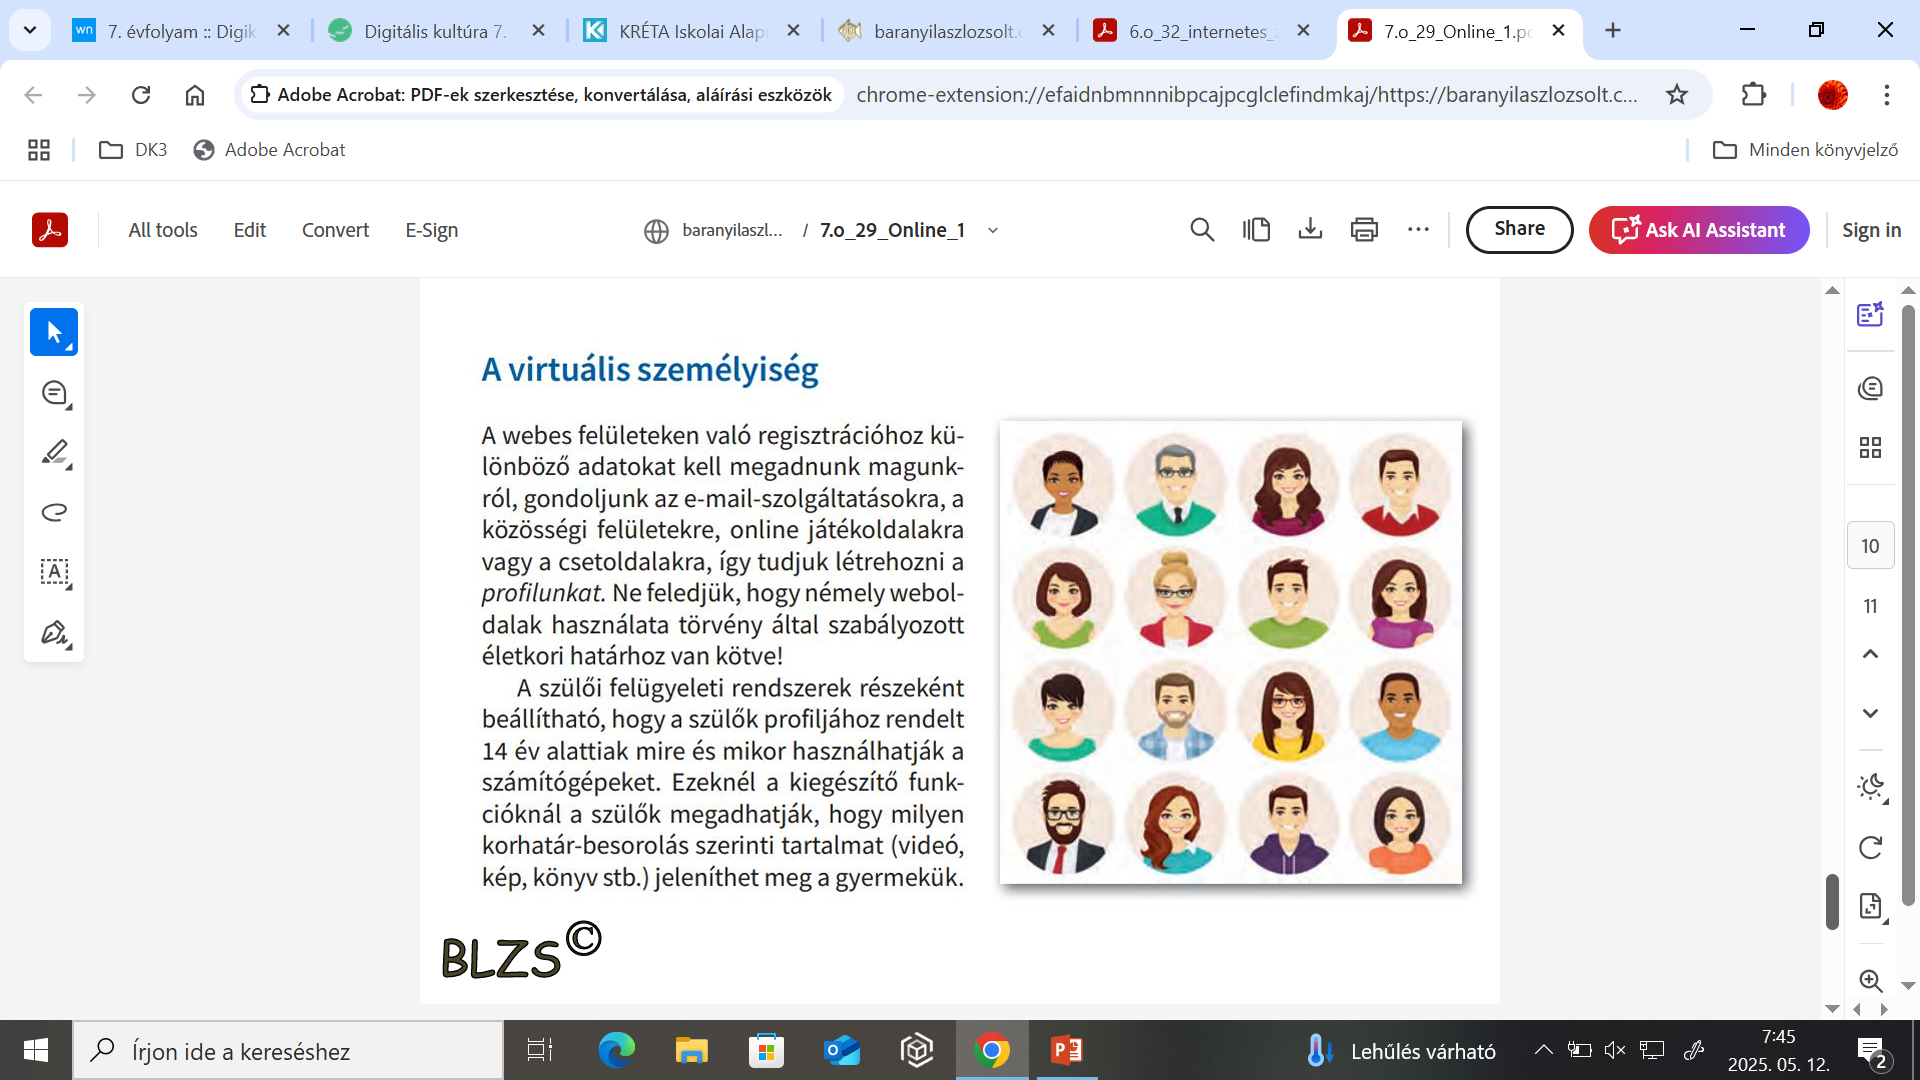 7. évfolyam :: Digik
Digitális kultúra 7.
KRÉTA Iskolai Alap
baranyilaszlozsolt.c
6.o_32_internetes_
7.o_29_Online_1.pc
Adobe Acrobat: PDF-ek szerkesztése, konvertálása, aláírási eszközök
chrome-extension://efaidnbmnnnibpcajpcglclefindmkaj/https://baranyilaszlozsolt.c...
DK3
Adobe Acrobat
Minden könyvjelző
All tools
Edit
Convert
E-Sign
baranyilaszl... / 7.o_29_Online_1
Share
Ask AI Assistant
Sign in
A virtuális személyiség
A webes felületeken való regisztrációhoz kü-
lönböző adatokat kell megadnunk magunk-
ról, gondoljunk az e-mail-szolgáltatásokra, a
közösségi felületekre, online játékoldalakra
vagy a csetoldalakra, így tudjuk létrehozni a
profilunkat. Ne feledjük, hogy némely webol-
dalak használata törvény által szabályozott
életkori határhoz van kötve!
A szülői felügyeleti rendszerek részeként
beállítható, hogy a szülők profiljához rendelt
14 év alattiak mire és mikor használhatják a
számítógépeket. Ezeknél a kiegészítő funk-
cióknál a szülők megadhatják, hogy milyen
korhatár-besorolás szerinti tartalmat (videó,
kép, könyv stb.) jeleníthet meg a gyermekük.
BLZS©
10
11
Írjon ide a kereséshez
Lehűlés várható
7:45
2025. 05. 12.
2